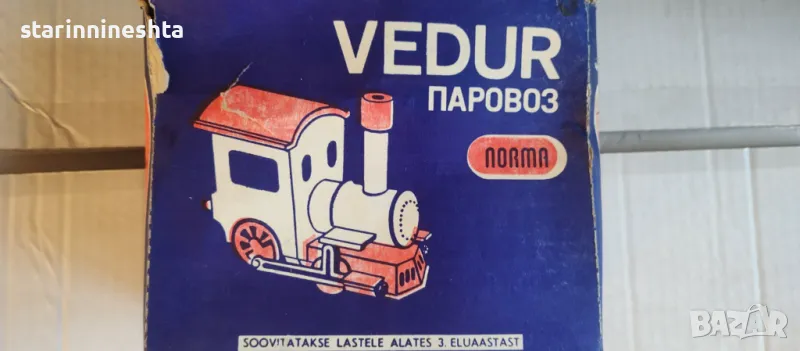 starinnineshta
VEDUR
ПАРОВОЗ
NORMA
SOOVITATAKSE LASTELE ALATES 3. ELUAASTAST
BAZAR